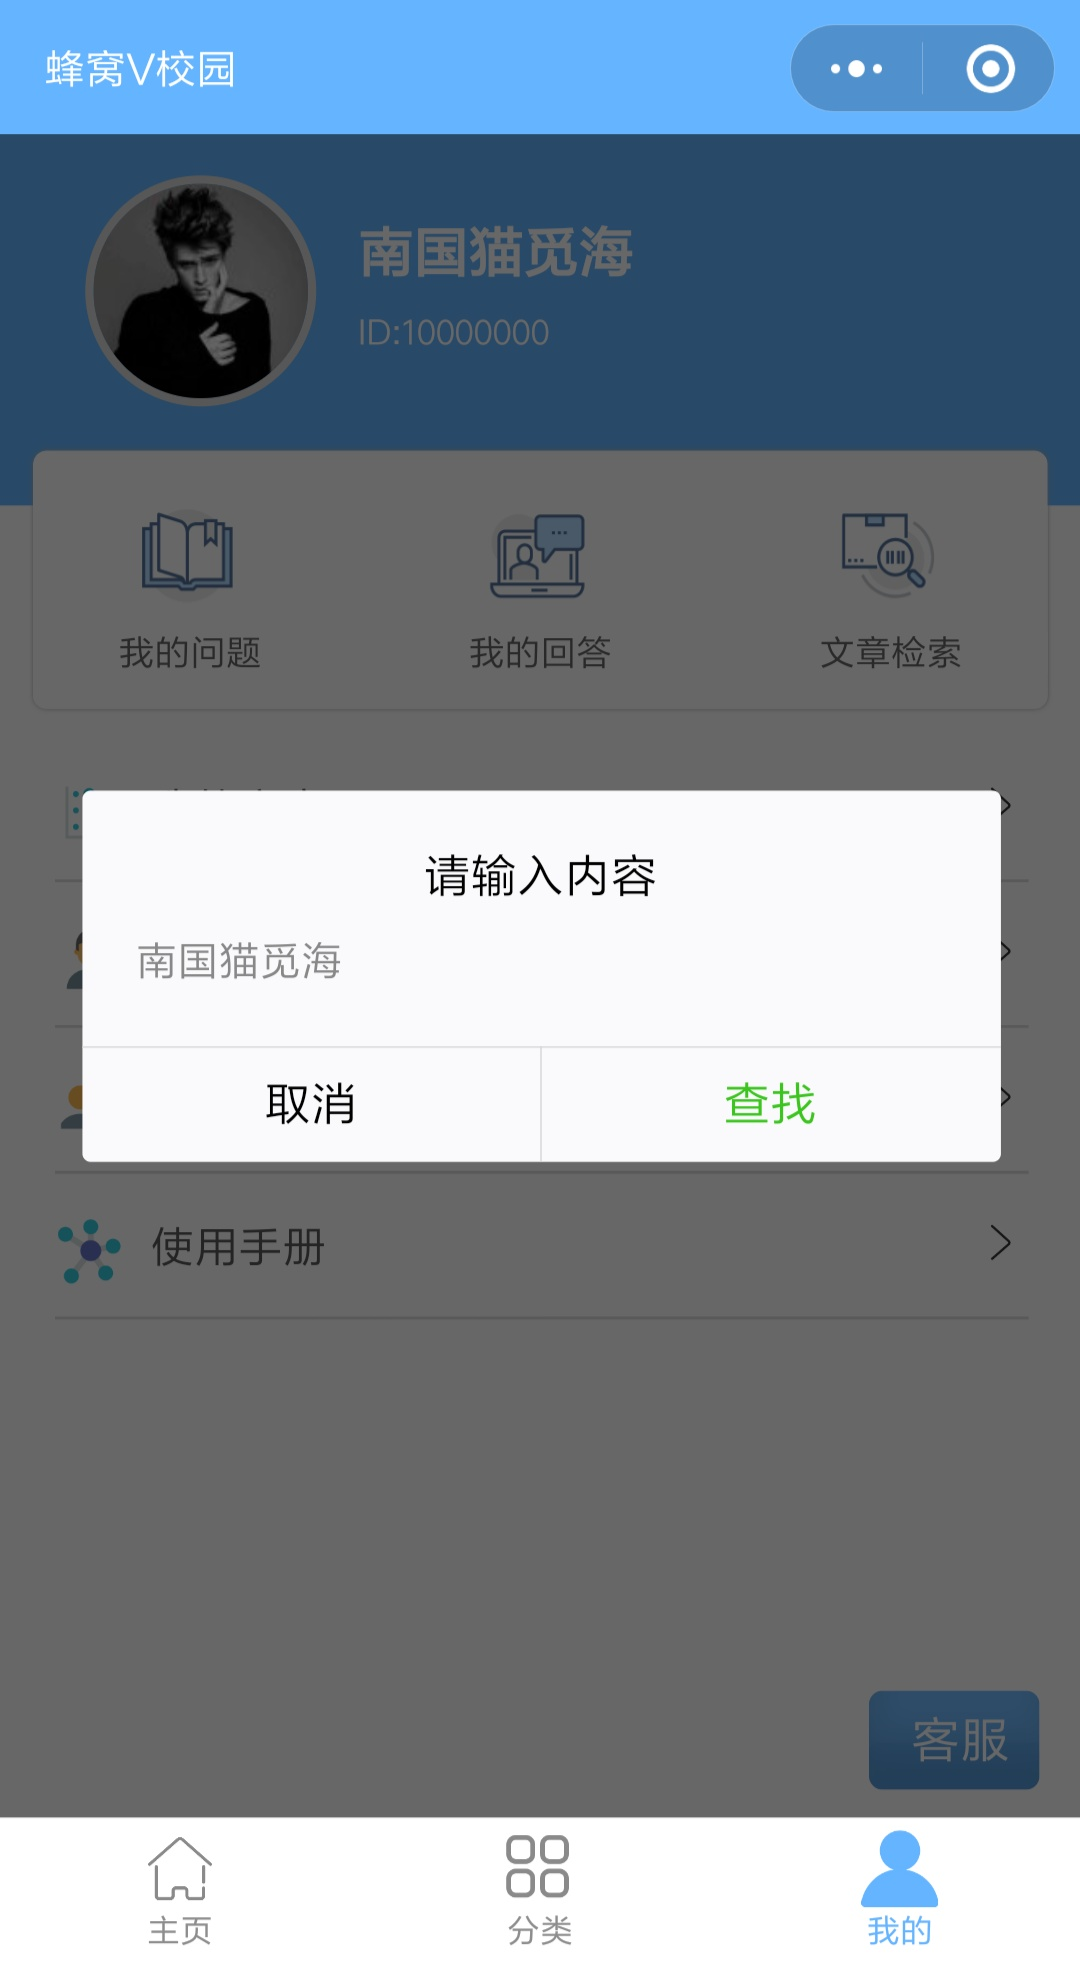 蜂窝V校园
南国猫觅海
ID:10000000
我的问题
我的回答
文章检索
请输入内容
南国猫觅海
取消
查找
使用手册
客服
主页
分类
我的